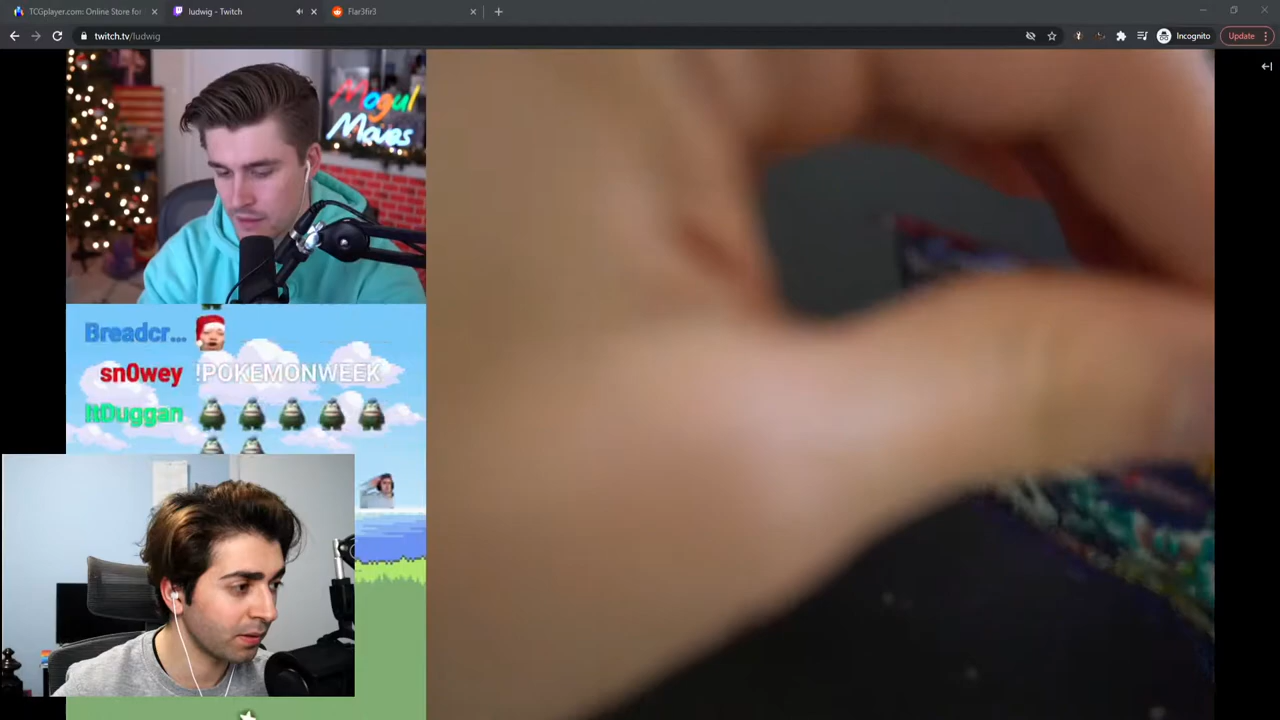 TCGplayer.com: Online Store for
ludwig - Twitch
Flar3fir3
twitch.tv/ludwig
Incognito
Update
Mogul
Moves
Breadcr...
sn0wey !POKEMONWEEK
ItDuggan